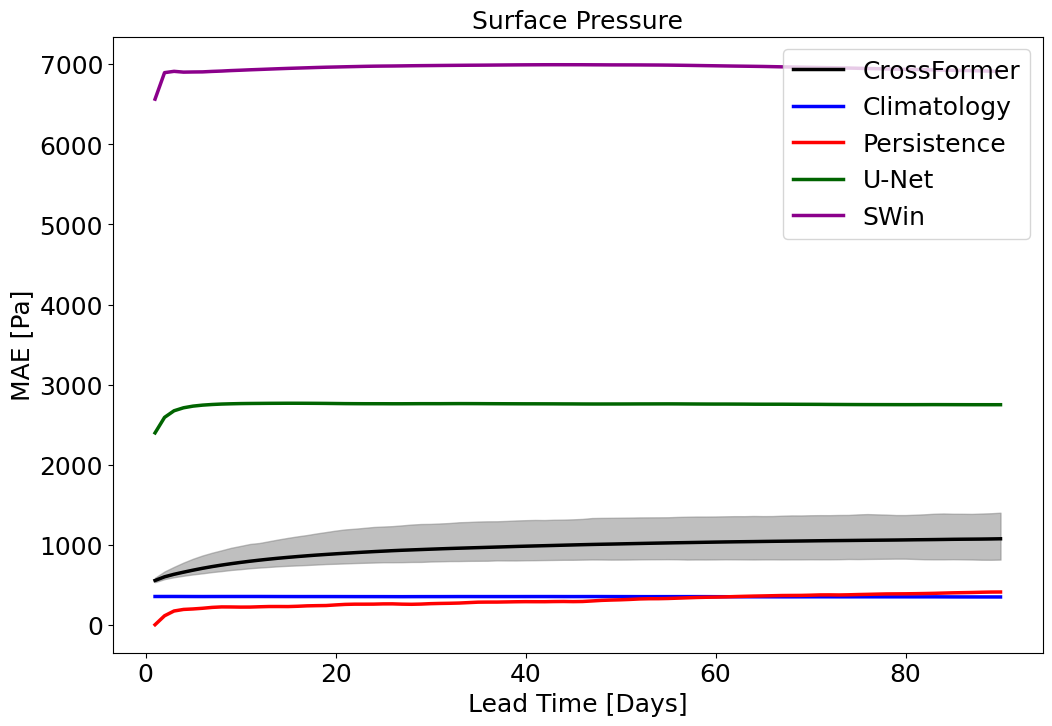 Surface Pressure
7000
6000
5000
4000
3000
2000
1000
0
MAE [Pa]
CrossFormer
Climatology
Persistence
U-Net
SWin
0 20 40 60 80
Lead Time [Days]